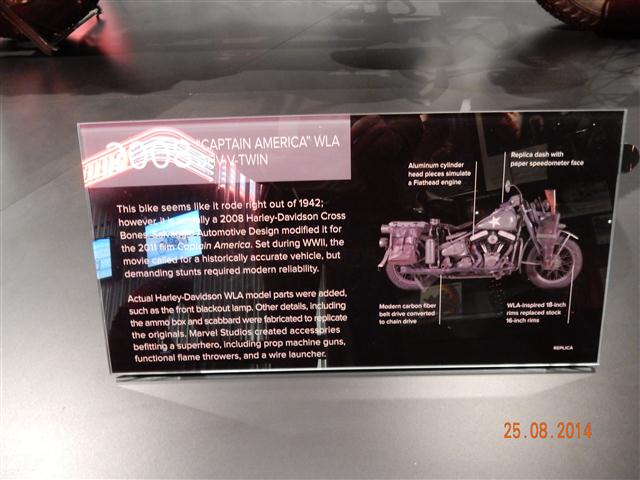 2008 "CAPTAIN AMERICA" WLA
OHV V-TWIN
This bike seems like it rode right out of 1942;
however, it is actually a 2008 Harley-Davidson Cross
Bones. Salvaggio Automotive Design modified it for
the 2011 film Captain America. Set during WWII, the
movie called for a historically accurate vehicle, but
demanding stunts required modern reliability.
Actual Harley-Davidson WLA model parts were added,
such as the front blackout lamp. Other details, including
the ammo box and scabbard were fabricated to replicate
the originals. Marvel Studios created accessories
befitting a superhero, including prop machine guns,
functional flame throwers, and a wire launcher.
Aluminum cylinder
head pieces simulate
a Flathead engine
Replica dash with
paper speedometer face
Modern carbon fiber
belt drive converted
to chain drive
WLA-inspired 18-inch
rims replaced stock
16-inch rims
REPLICA
25.08.2014